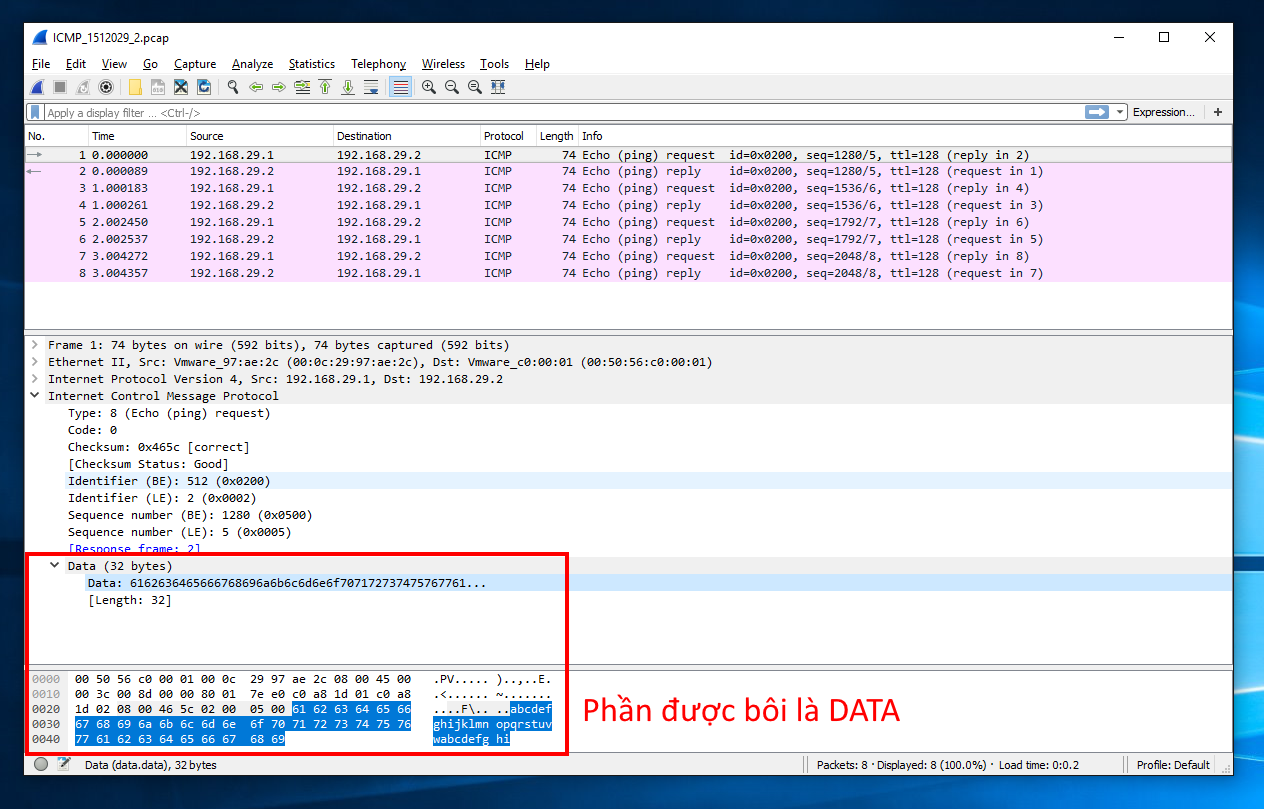 ICMP_1512029_2.pcap
File Edit View Go Capture Analyze Statistics Telephony Wireless Tools Help
Apply a display filter ... <Ctrl-/>
Expression... +
No. Time Source Destination Protocol Length Info
1 0.000000 192.168.29.1 192.168.29.2 ICMP 74 Echo (ping) request id=0x0200, seq=1280/5, ttl=128 (reply in 2)
2 0.000089 192.168.29.2 192.168.29.1 ICMP 74 Echo (ping) reply id=0x0200, seq=1280/5, ttl=128 (request in 1)
3 1.000183 192.168.29.1 192.168.29.2 ICMP 74 Echo (ping) request id=0x0200, seq=1536/6, ttl=128 (reply in 4)
4 1.000261 192.168.29.2 192.168.29.1 ICMP 74 Echo (ping) reply id=0x0200, seq=1536/6, ttl=128 (request in 3)
5 2.002450 192.168.29.1 192.168.29.2 ICMP 74 Echo (ping) request id=0x0200, seq=1792/7, ttl=128 (reply in 6)
6 2.002537 192.168.29.2 192.168.29.1 ICMP 74 Echo (ping) reply id=0x0200, seq=1792/7, ttl=128 (request in 5)
7 3.004272 192.168.29.1 192.168.29.2 ICMP 74 Echo (ping) request id=0x0200, seq=2048/8, ttl=128 (reply in 8)
8 3.004357 192.168.29.2 192.168.29.1 ICMP 74 Echo (ping) reply id=0x0200, seq=2048/8, ttl=128 (request in 7)
Frame 1: 74 bytes on wire (592 bits), 74 bytes captured (592 bits)
Ethernet II, Src: Vmware_97:ae:2c (00:0c:29:97:ae:2c), Dst: Vmware_c0:00:01 (00:50:56:c0:00:01)
Internet Protocol Version 4, Src: 192.168.29.1, Dst: 192.168.29.2
Internet Control Message Protocol
Type: 8 (Echo (ping) request)
Code: 0
Checksum: 0x465c [correct]
[Checksum Status: Good]
Identifier (BE): 512 (0x0200)
Identifier (LE): 2 (0x0002)
Sequence number (BE): 1280 (0x0500)
Sequence number (LE): 5 (0x0005)
[Response frame: 2]
Data (32 bytes)
Data: 6162636465666768696a6b6c6d6e6f707172737475767761...
[Length: 32]
0000 00 50 56 c0 00 01 00 0c 29 97 ae 2c 08 00 45 00 .PV..... )..,..E.
0010 00 3c 00 8d 00 00 80 01 7e e0 c0 a8 1d 01 c0 a8 .<...... ~.......
0020 1d 02 08 00 46 5c 02 00 05 00 61 62 63 64 65 66 ....F\.. ..abcdef
0030 67 68 69 6a 6b 6c 6d 6e 6f 70 71 72 73 74 75 76 ghijklmn opqrstuv
0040 77 61 62 63 64 65 66 67 68 69 wabcdefg hi
Phần được bôi là DATA
Data (data.data), 32 bytes
Packets: 8 · Displayed: 8 (100.0%) · Load time: 0:0.2
Profile: Default